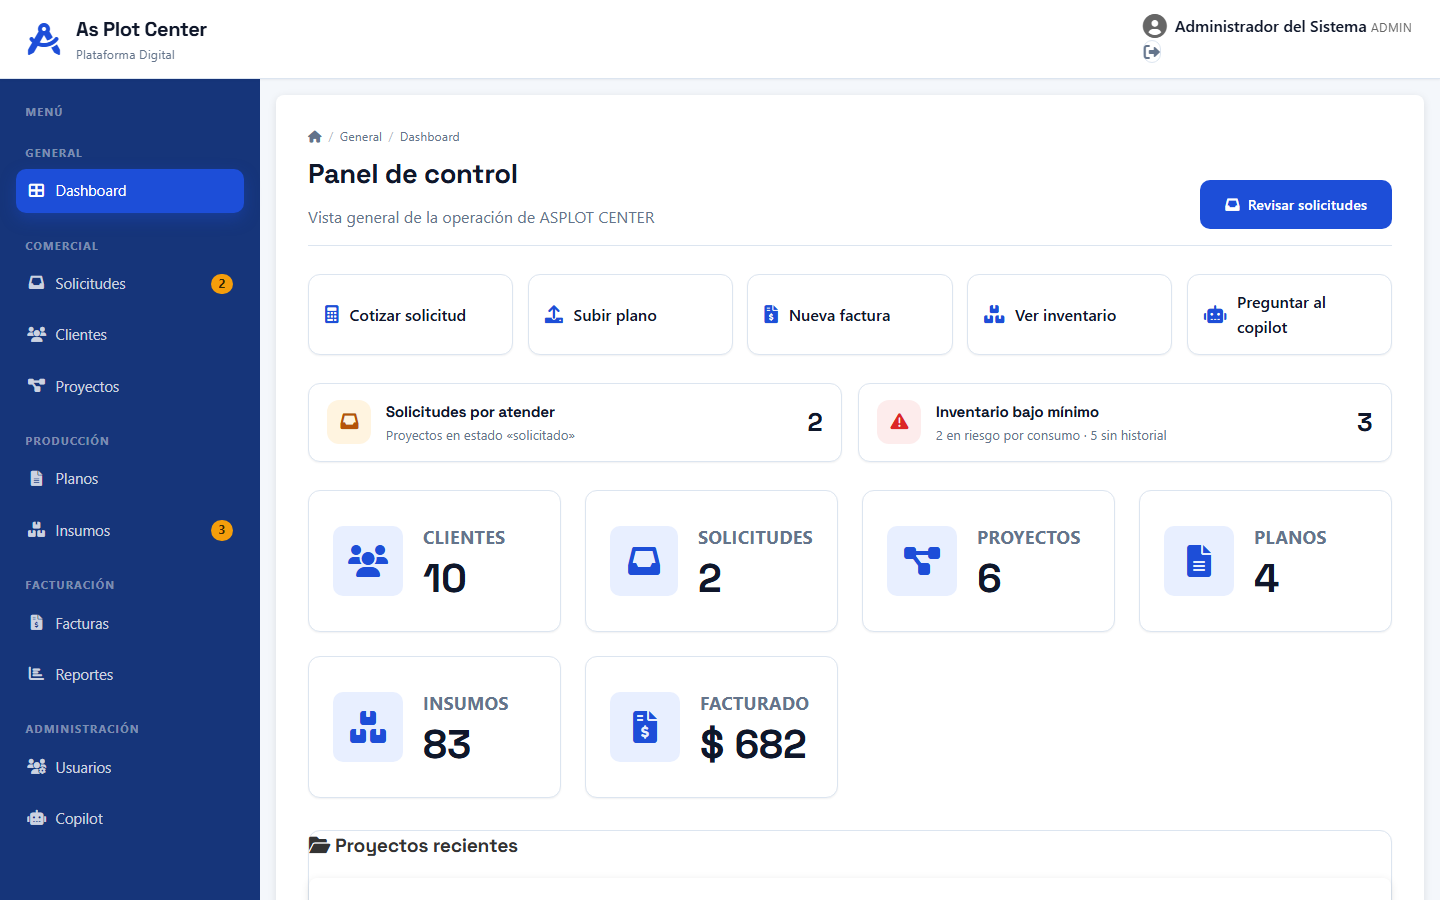 As Plot Center
Plataforma Digital
Administrador del Sistema ADMIN
MENÚ
GENERAL
Dashboard
COMERCIAL
Solicitudes 2
Clientes
Proyectos
PRODUCCIÓN
Planos
Insumos 3
FACTURACIÓN
Facturas
Reportes
ADMINISTRACIÓN
Usuarios
Copilot
/ General / Dashboard
Panel de control
Vista general de la operación de ASPLOT CENTER
Revisar solicitudes
Cotizar solicitud
Subir plano
Nueva factura
Ver inventario
Preguntar al
copilot
Solicitudes por atender
Proyectos en estado «solicitado»
2
Inventario bajo mínimo
2 en riesgo por consumo · 5 sin historial
3
CLIENTES
10
SOLICITUDES
2
PROYECTOS
6
PLANOS
4
INSUMOS
83
FACTURADO
$ 682
Proyectos recientes